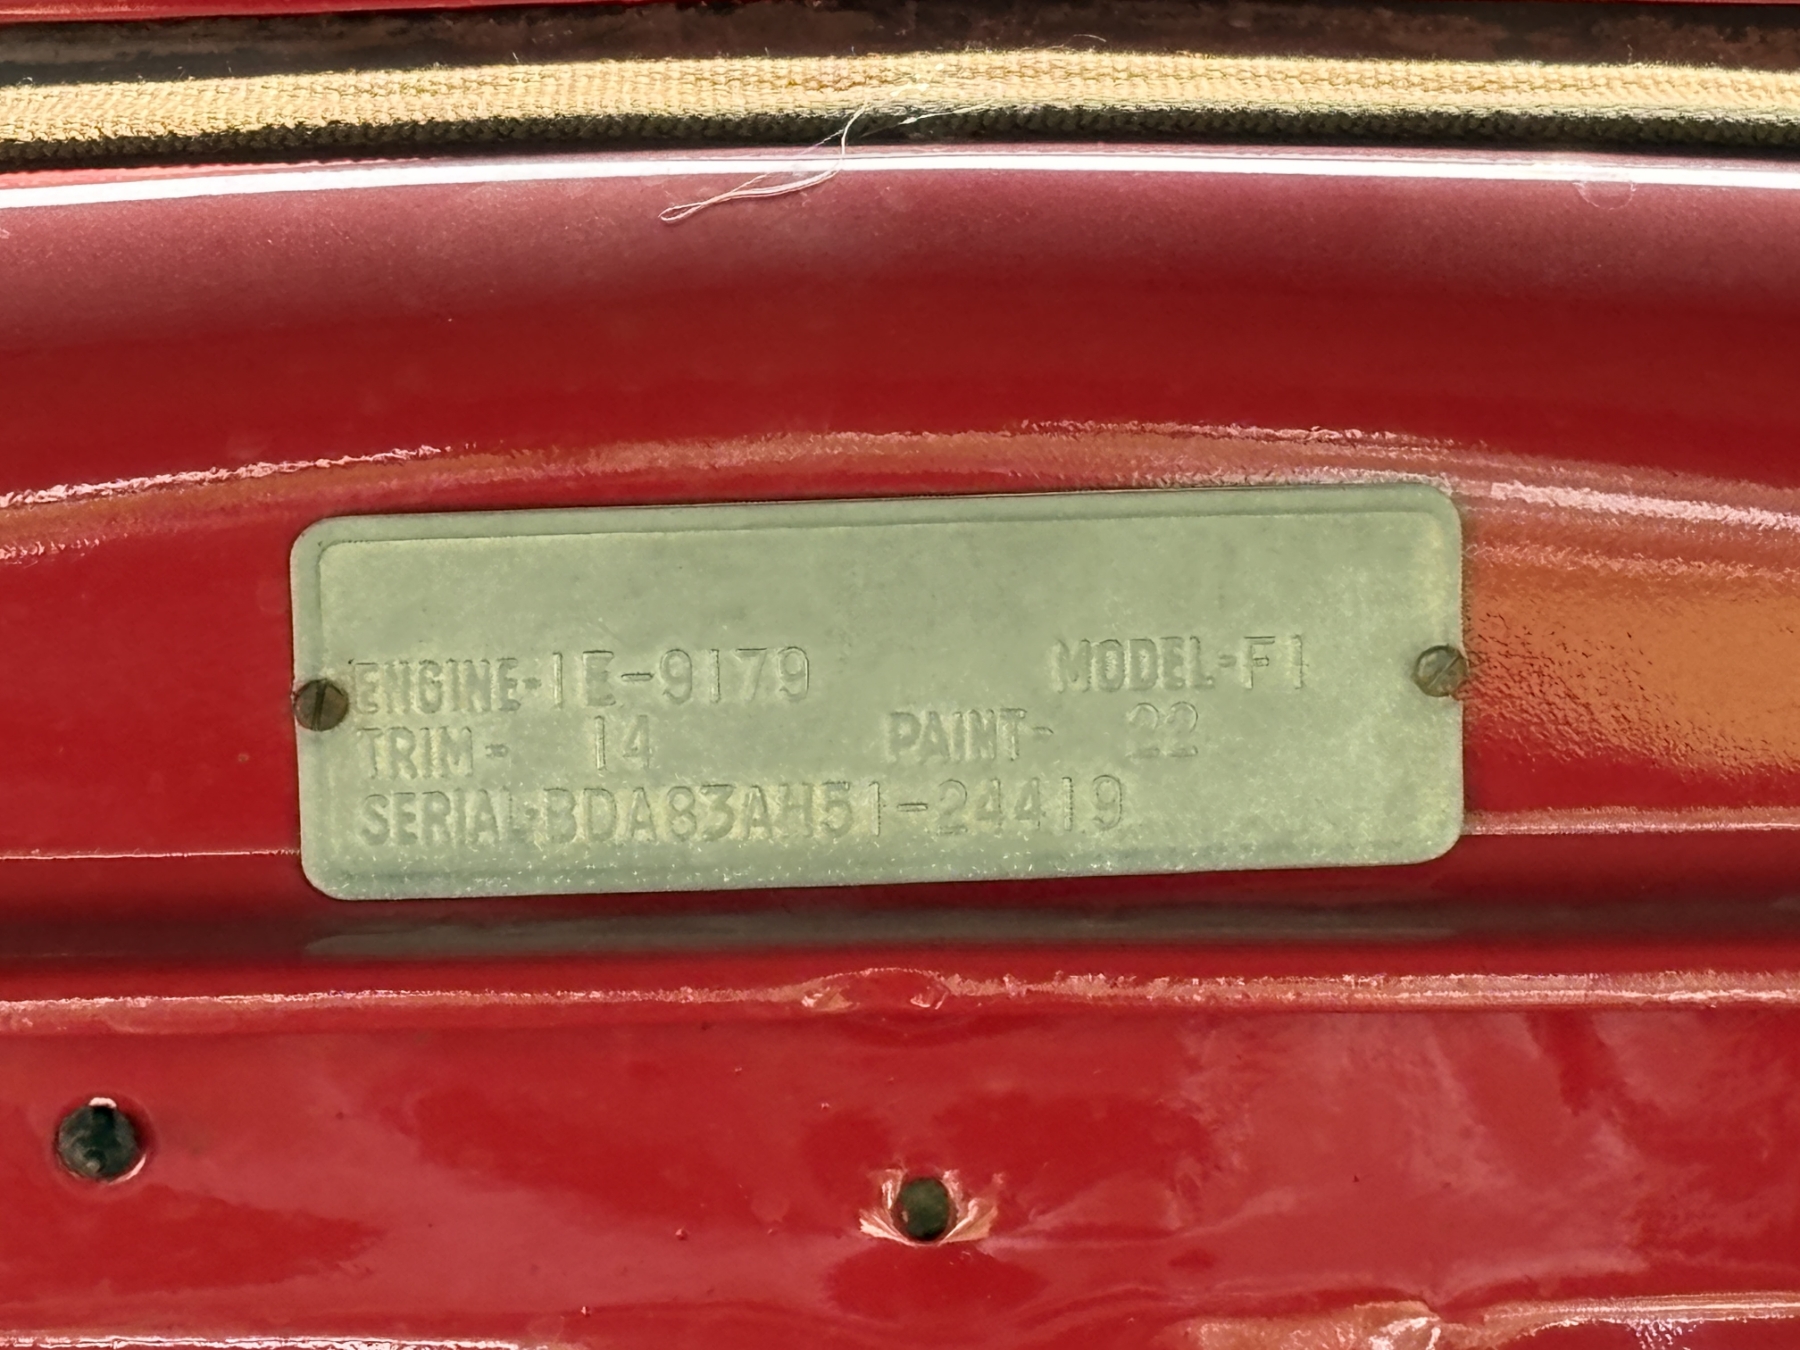 ENGINE-1E-9179 MODEL-F1
TRIM- 14 PAINT- 22
SERIAL-BDA83AH51-24419